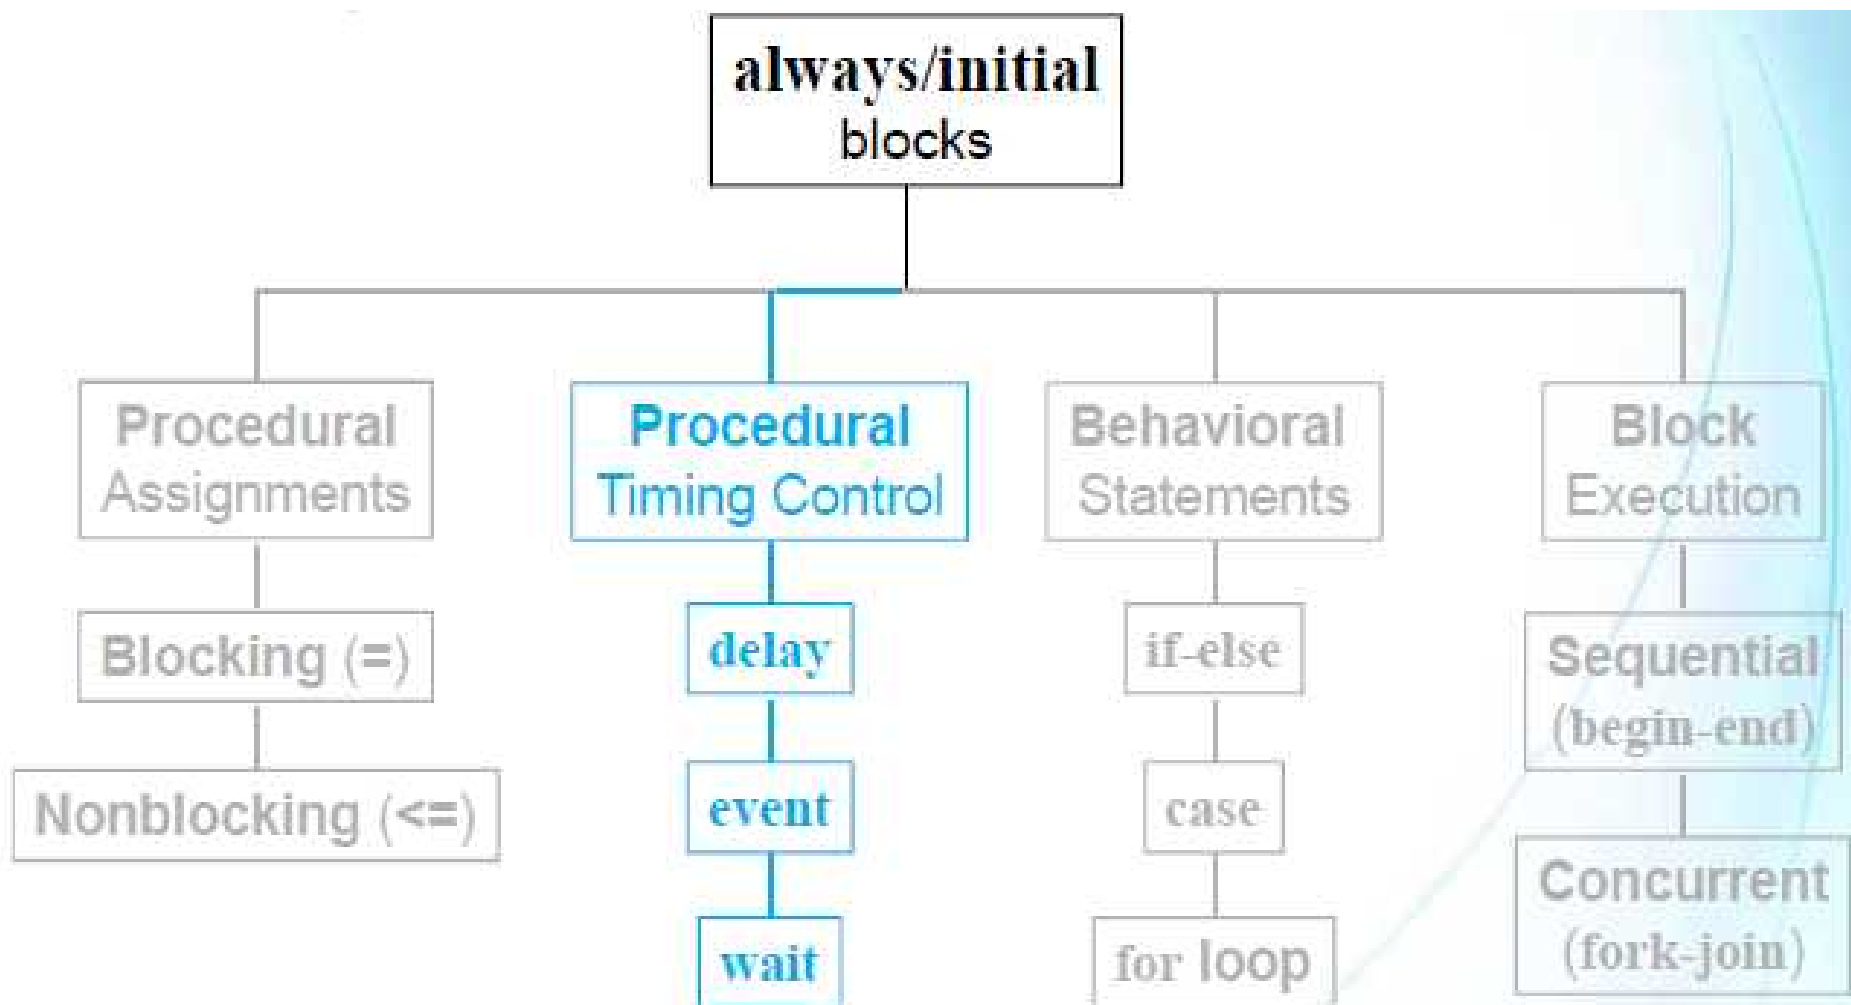 always/initial
blocks
Procedural
Assignments
Blocking (=)
Nonblocking (<=)
Procedural
Timing Control
delay
event
wait
Behavioral
Statements
if-else
case
for loop
Block
Execution
Sequential
(begin-end)
Concurrent
(fork-join)